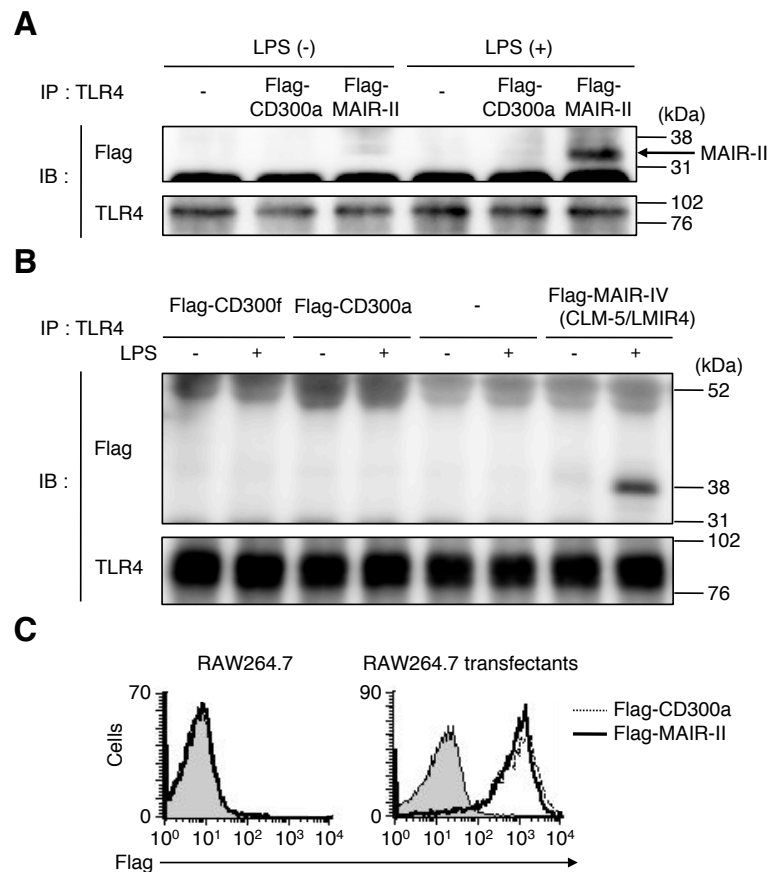 A
LPS (-) LPS (+)
IP : TLR4 - Flag-CD300a Flag-MAIR-II - Flag-CD300a Flag-MAIR-II (kDa)
IB : Flag 38 31 MAIR-II
TLR4 102 76
B
IP : TLR4 Flag-CD300f Flag-CD300a - Flag-MAIR-IV (CLM-5/LMIR4)
LPS - + - + - + - + (kDa)
IB : Flag 52 38 31
TLR4 102 76
C
RAW264.7 RAW264.7 transfectants
70 90
Cells
Flag-CD300a
Flag-MAIR-II
0 0
10⁰ 10¹ 10² 10³ 10⁴ 10⁰ 10¹ 10² 10³ 10⁴
Flag